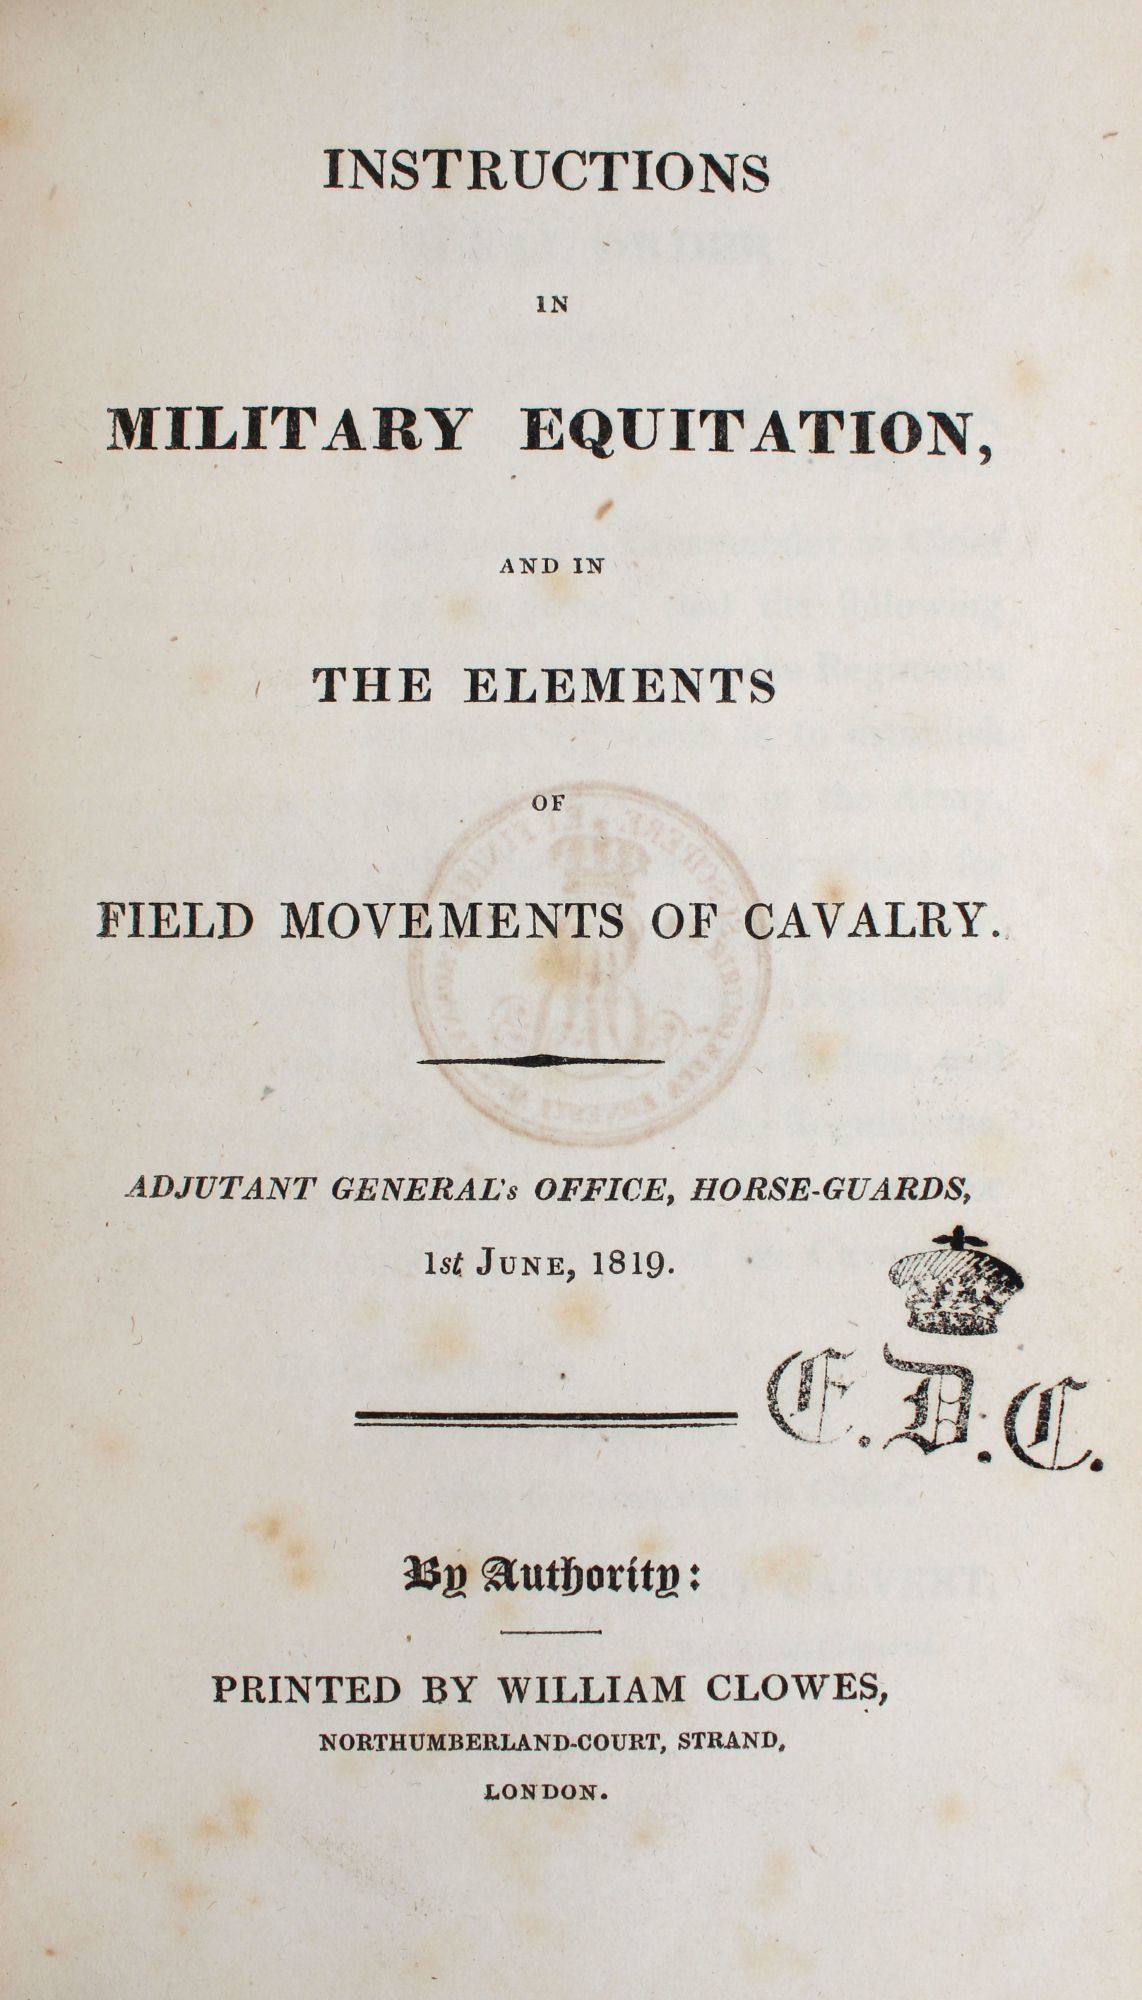 INSTRUCTIONS
IN
MILITARY EQUITATION,
AND IN
THE ELEMENTS
OF
FIELD MOVEMENTS OF CAVALRY.
ADJUTANT GENERAL's OFFICE, HORSE-GUARDS,
1st JUNE, 1819.
E.D.C.
By Authority:
PRINTED BY WILLIAM CLOWES,
NORTHUMBERLAND-COURT, STRAND,
LONDON.